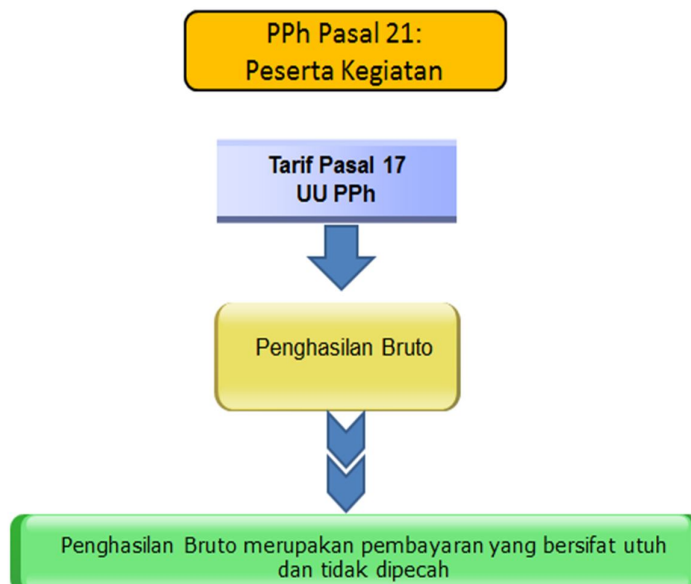 PPh Pasal 21:
Peserta Kegiatan
Tarif Pasal 17
UU PPh
Penghasilan Bruto
Penghasilan Bruto merupakan pembayaran yang bersifat utuh
dan tidak dipecah